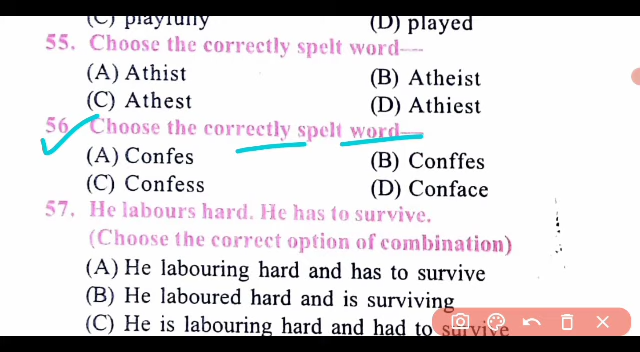 (C) playfully (D) played
55. Choose the correctly spelt word—
(A) Athist (B) Atheist
(C) Athest (D) Athiest
56. Choose the correctly spelt word—
(A) Confes (B) Conffes
(C) Confess (D) Conface
57. He labours hard. He has to survive.
(Choose the correct option of combination)
(A) He labouring hard and has to survive
(B) He laboured hard and is surviving
(C) He is labouring hard and had to survive